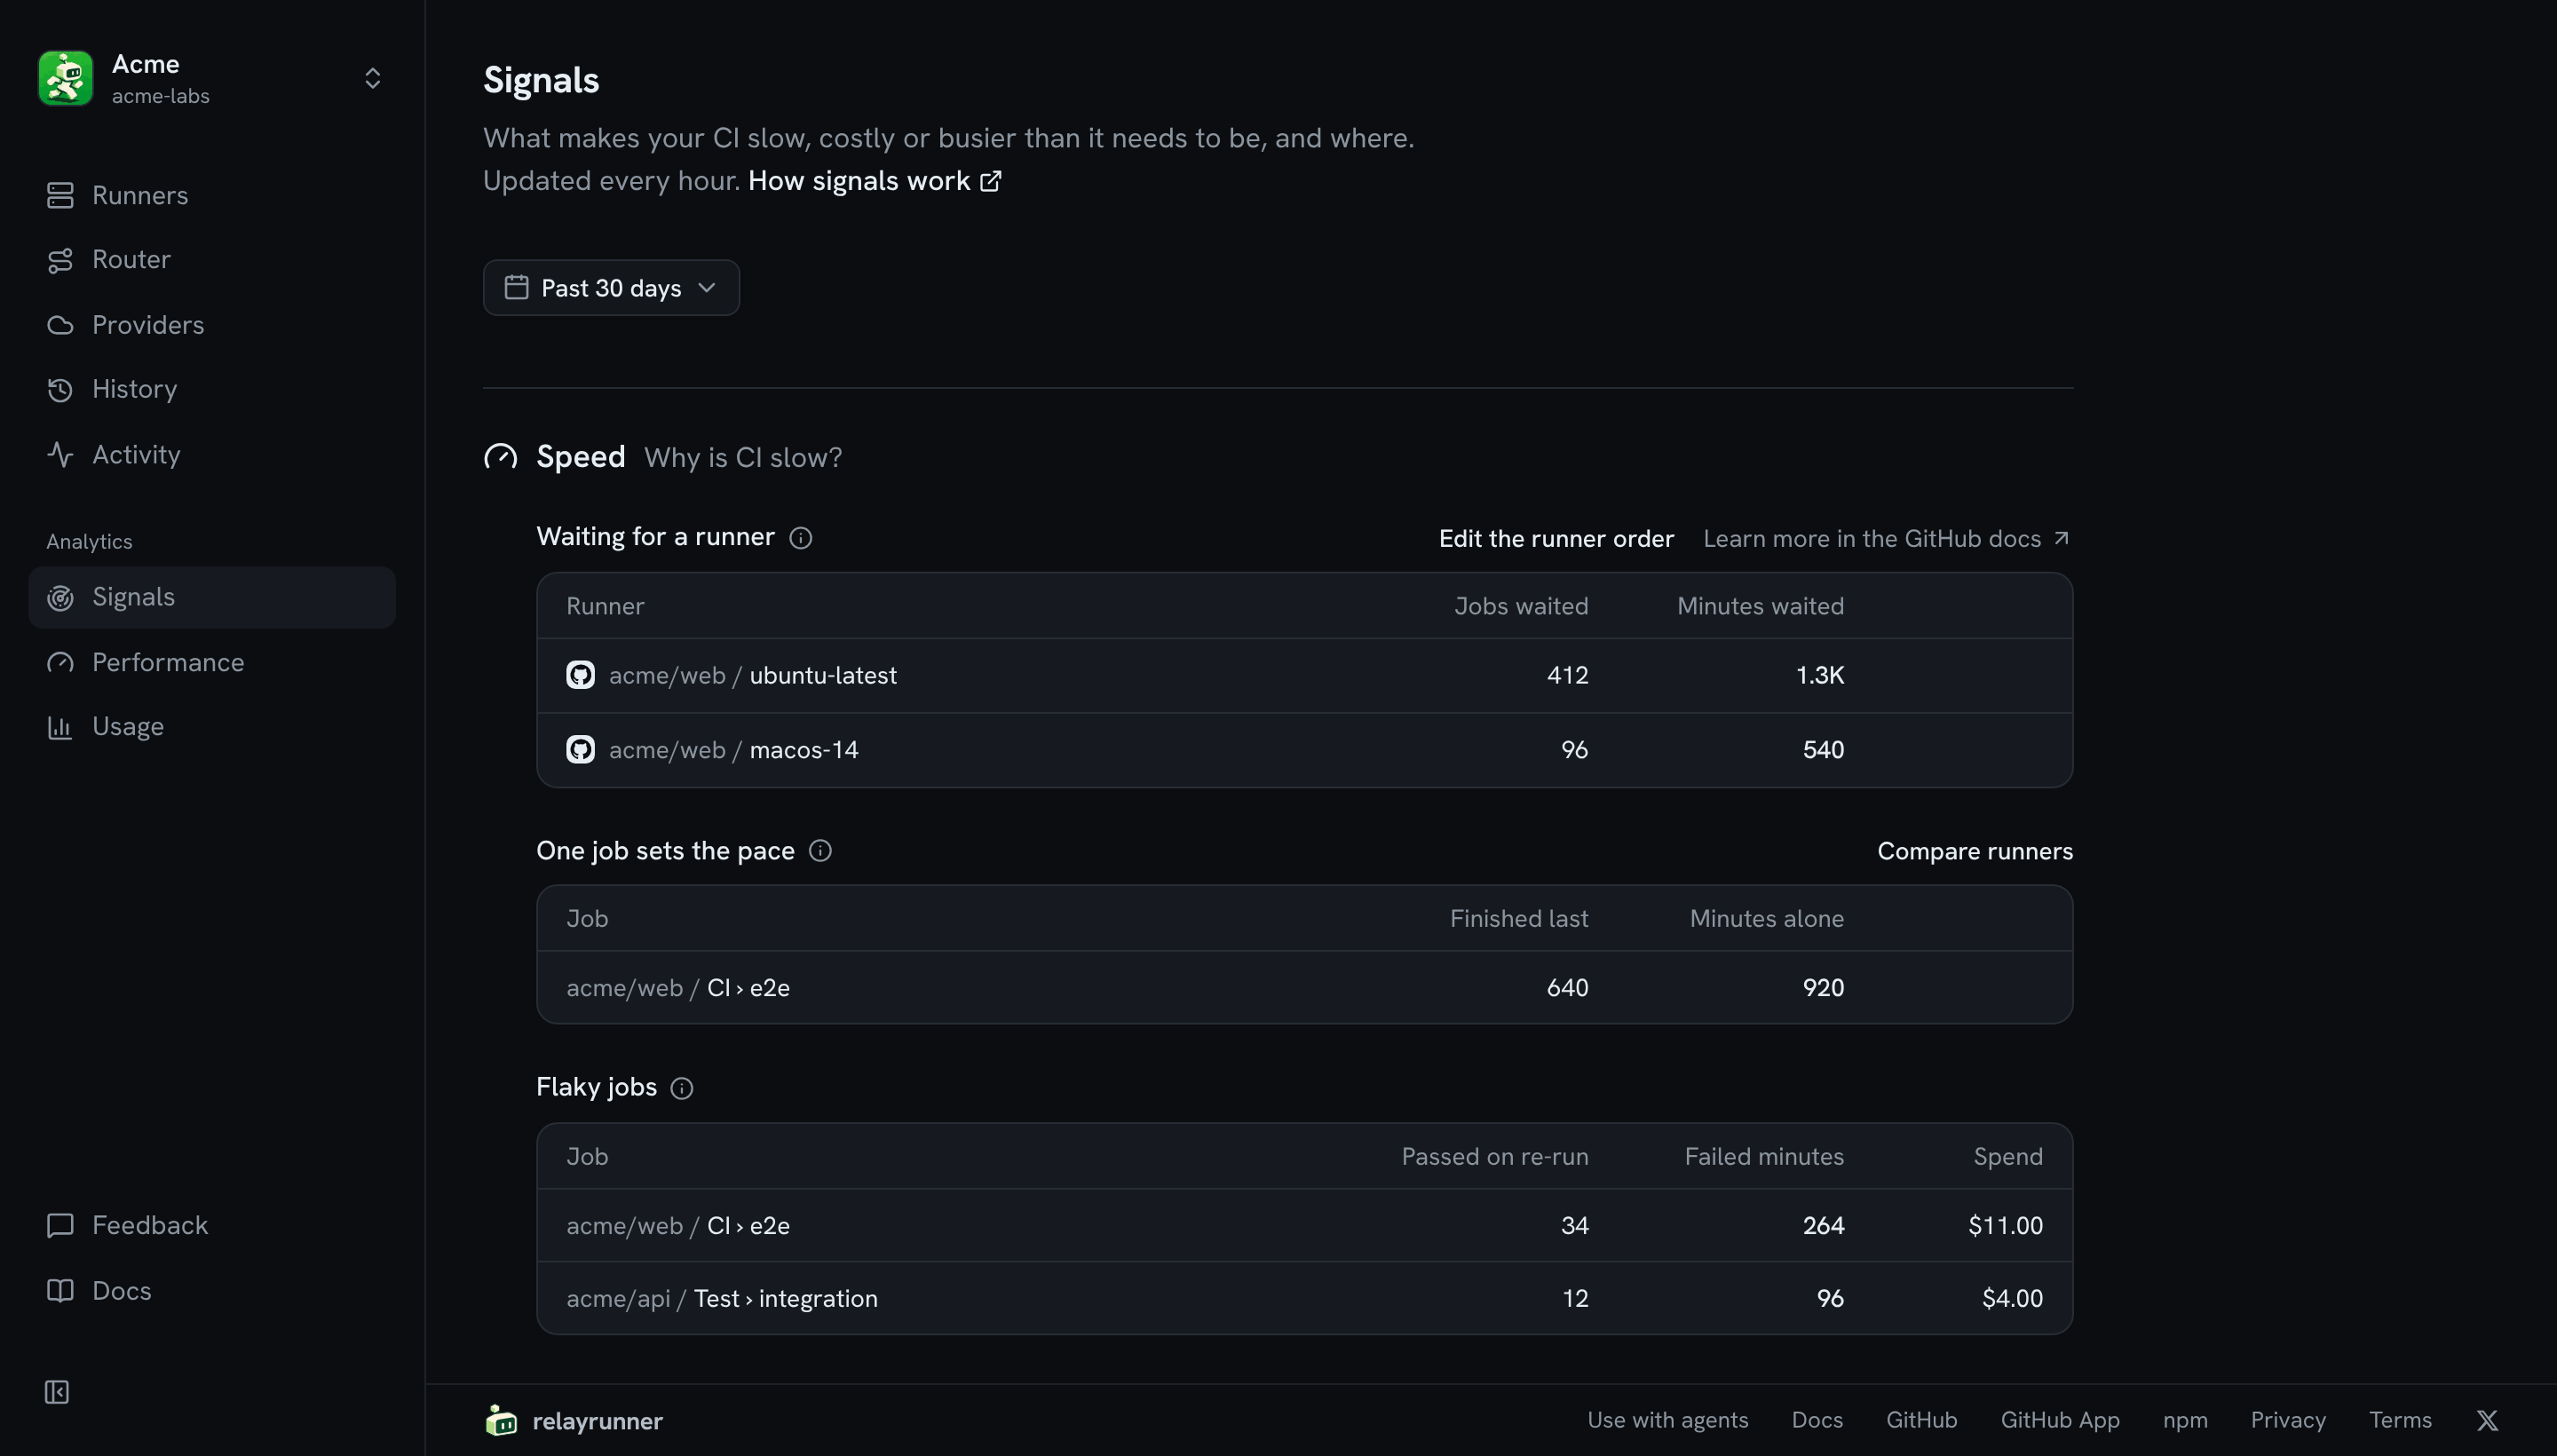 Acme
acme-labs
Runners
Router
Providers
History
Activity
Analytics
Signals
Performance
Usage
Feedback
Docs
Signals
What makes your CI slow, costly or busier than it needs to be, and where.
Updated every hour. How signals work
Past 30 days
Speed Why is CI slow?
Waiting for a runner Edit the runner order Learn more in the GitHub docs
Runner Jobs waited Minutes waited
acme/web / ubuntu-latest 412 1.3K
acme/web / macos-14 96 540
One job sets the pace Compare runners
Job Finished last Minutes alone
acme/web / CI › e2e 640 920
Flaky jobs
Job Passed on re-run Failed minutes Spend
acme/web / CI › e2e 34 264 $11.00
acme/api / Test › integration 12 96 $4.00
relayrunner Use with agents Docs GitHub GitHub App npm Privacy Terms